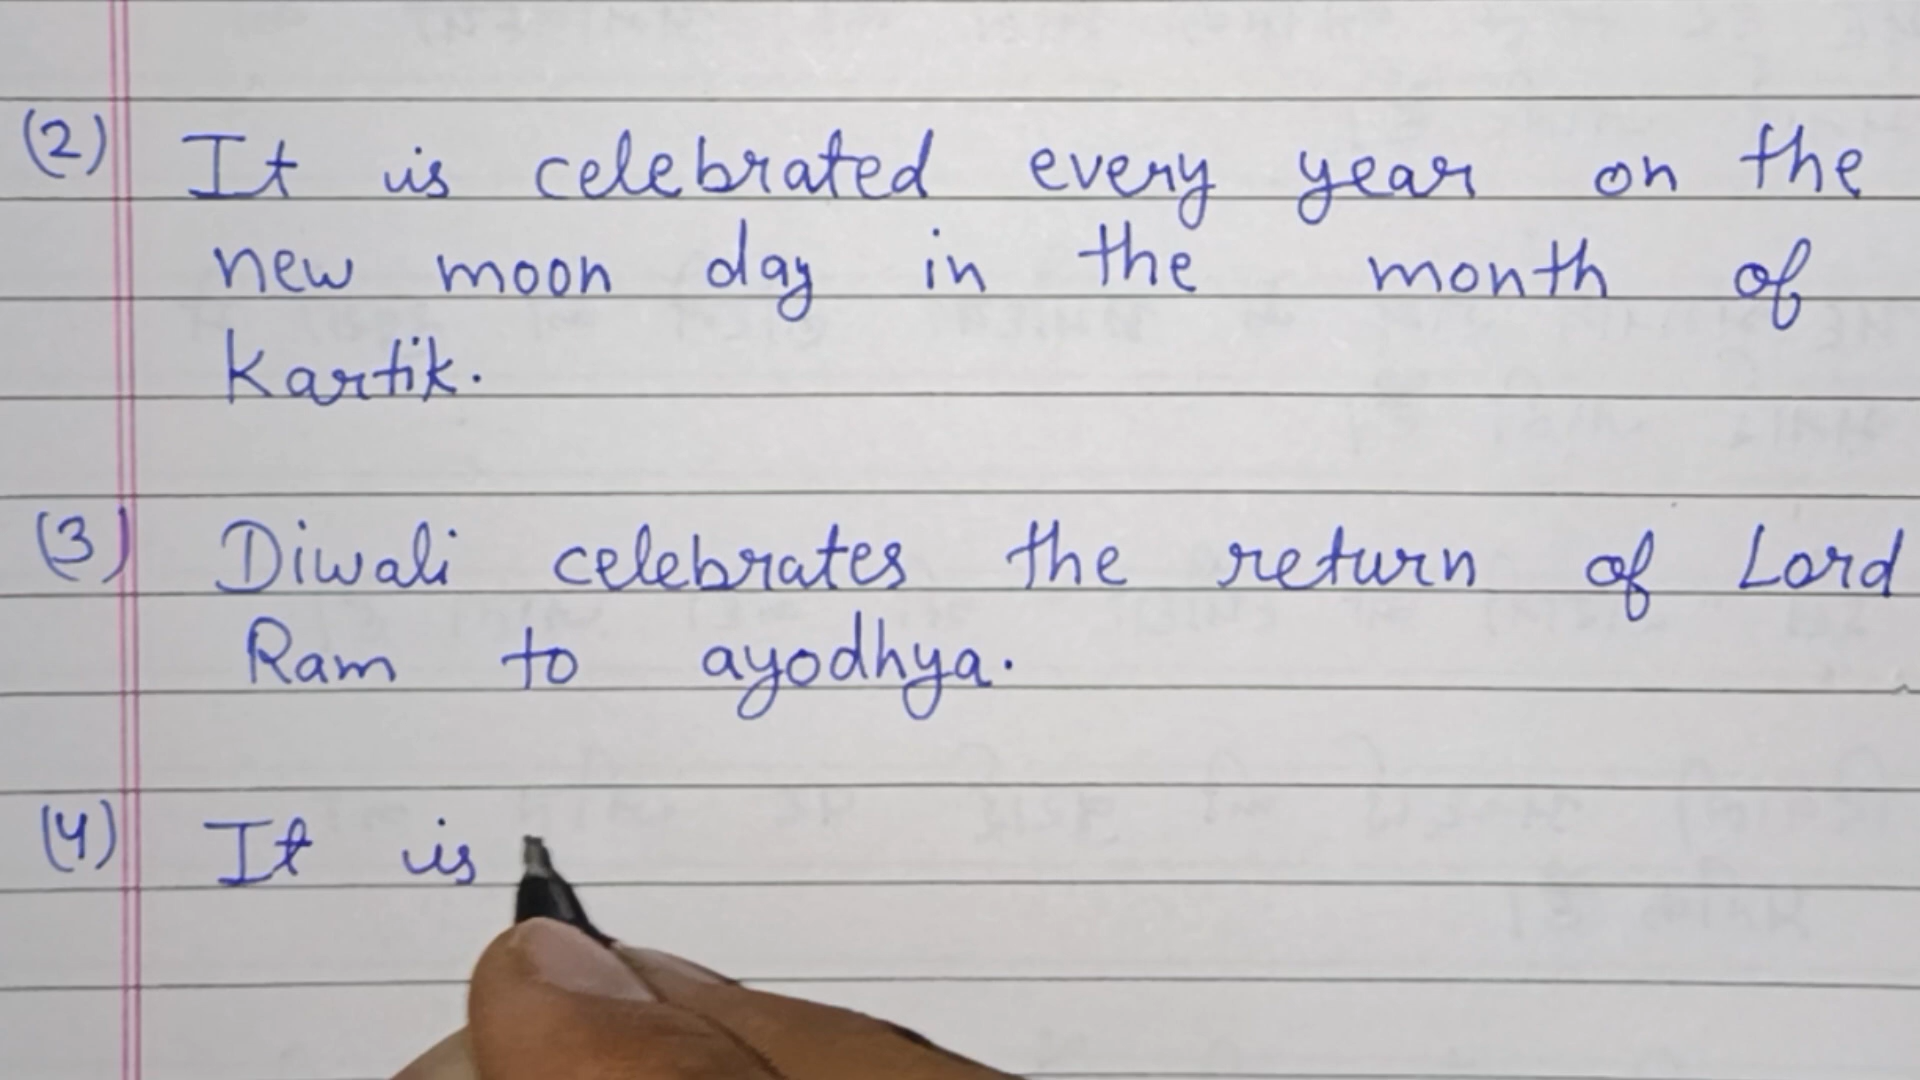 (2) It is celebrated every year on the
new moon day in the month of
Kartik.
(3) Diwali celebrates the return of Lord
Ram to ayodhya.
(4) It is